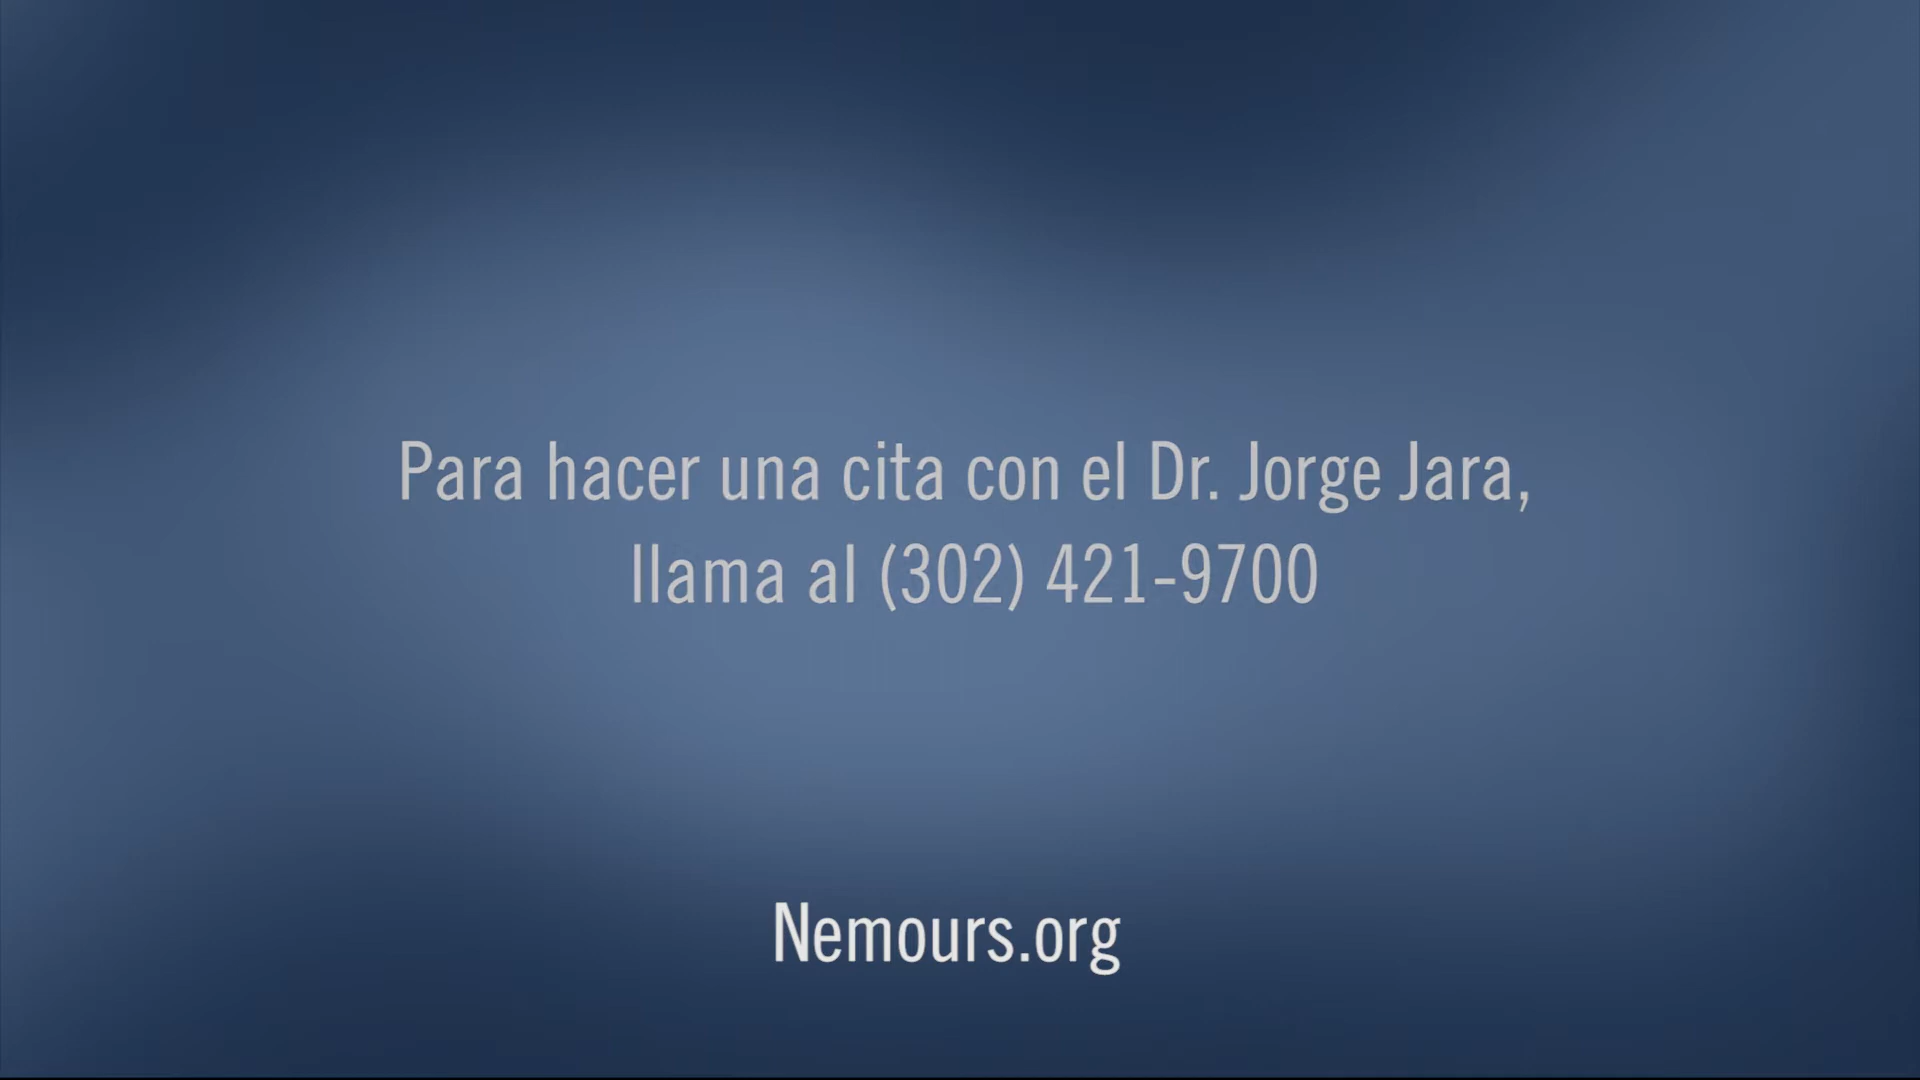 Para hacer una cita con el Dr. Jorge Jara,
llama al (302) 421-9700
Nemours.org